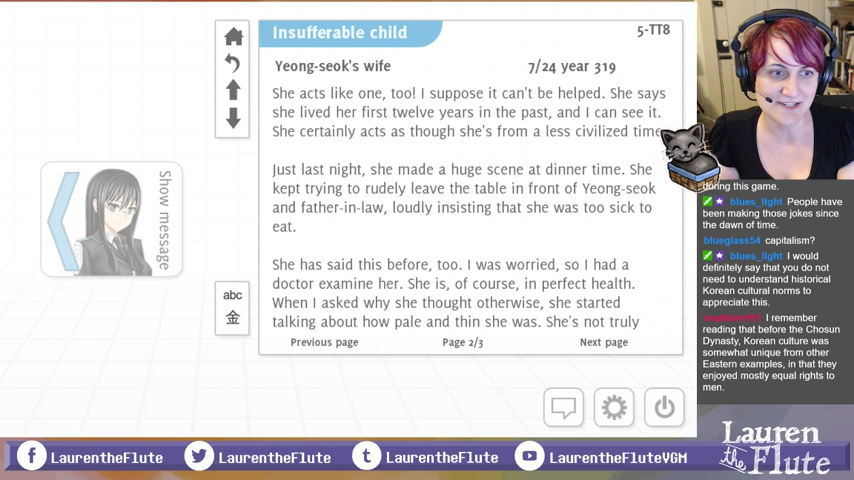 Insufferable child
5-TT8
Yeong-seok's wife
7/24 year 319
She acts like one, too! I suppose it can't be helped. She says
she lived her first twelve years in the past, and I can see it.
She certainly acts as though she's from a less civilized time.
Just last night, she made a huge scene at dinner time. She
kept trying to rudely leave the table in front of Yeong-seok
and father-in-law, loudly insisting that she was too sick to
eat.
She has said this before, too. I was worried, so I had a
doctor examine her. She is, of course, in perfect health.
When I asked why she thought otherwise, she started
talking about how pale and thin she was. She's not truly
Previous page
Page 2/3
Next page
Show message
abc
金
during this game.
blues_light People have
been making those jokes since
the dawn of time.
blueglass54 capitalism?
blues_light I would
definitely say that you do not
need to understand historical
Korean cultural norms to
appreciate this.
I remember
reading that before the Chosun
Dynasty, Korean culture was
somewhat unique from other
Eastern examples, in that they
enjoyed mostly equal rights to
men.
LaurentheFlute
LaurentheFlute
LaurentheFlute
LaurentheFluteVGM
Lauren
the Flute